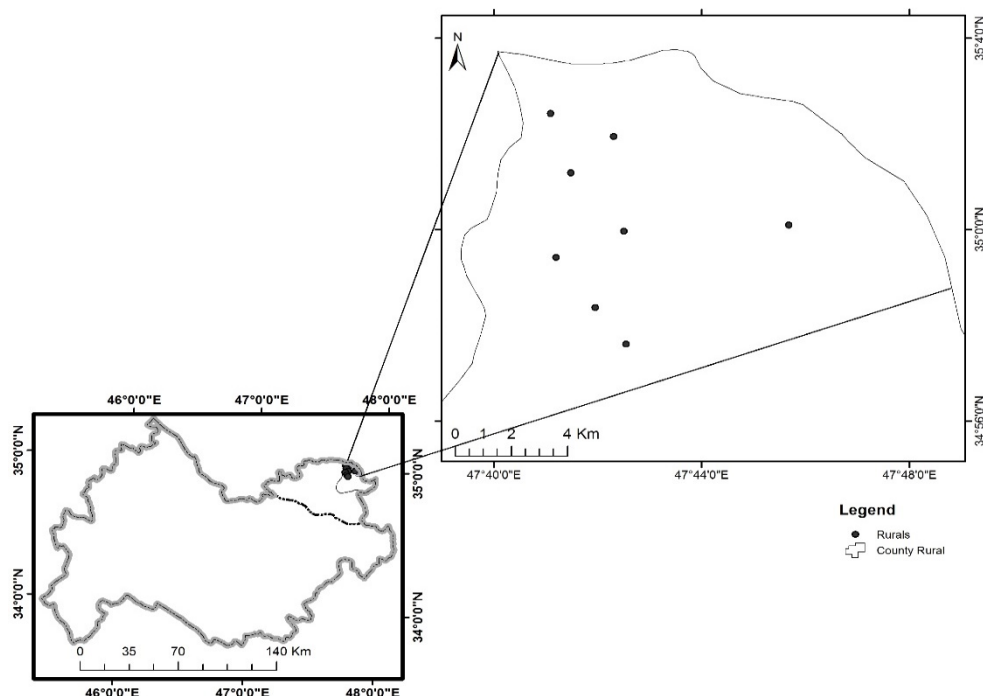 N
35°4'0"N
35°0'0"N
34°56'0"N
0 1 2 4 Km
47°40'0"E 47°44'0"E 47°48'0"E
Legend
Rurals
County Rural
46°0'0"E 47°0'0"E 48°0'0"E
35°0'0"N
35°0'0"N
34°0'0"N
34°0'0"N
0 35 70 140 Km
46°0'0"E 47°0'0"E 48°0'0"E